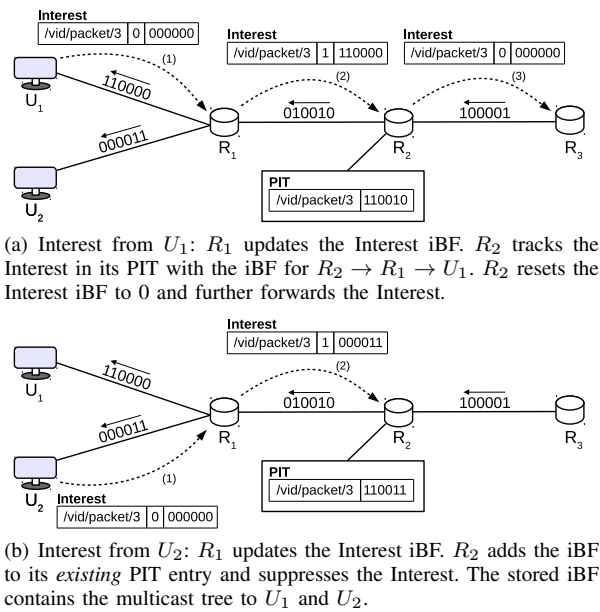 Interest
/vid/packet/3 0 000000
Interest
/vid/packet/3 1 110000
Interest
/vid/packet/3 0 000000
(1)
(2)
(3)
110000
010010
100001
U1
000011
R1
R2
R3
U2
PIT
/vid/packet/3 110010
(a) Interest from U1: R1 updates the Interest iBF. R2 tracks the
Interest in its PIT with the iBF for R2 → R1 → U1. R2 resets the
Interest iBF to 0 and further forwards the Interest.
Interest
/vid/packet/3 1 000011
(2)
110000
010010
100001
U1
000011
R1
R2
R3
(1)
U2
Interest
/vid/packet/3 0 000000
PIT
/vid/packet/3 110011
(b) Interest from U2: R1 updates the Interest iBF. R2 adds the iBF
to its existing PIT entry and suppresses the Interest. The stored iBF
contains the multicast tree to U1 and U2.